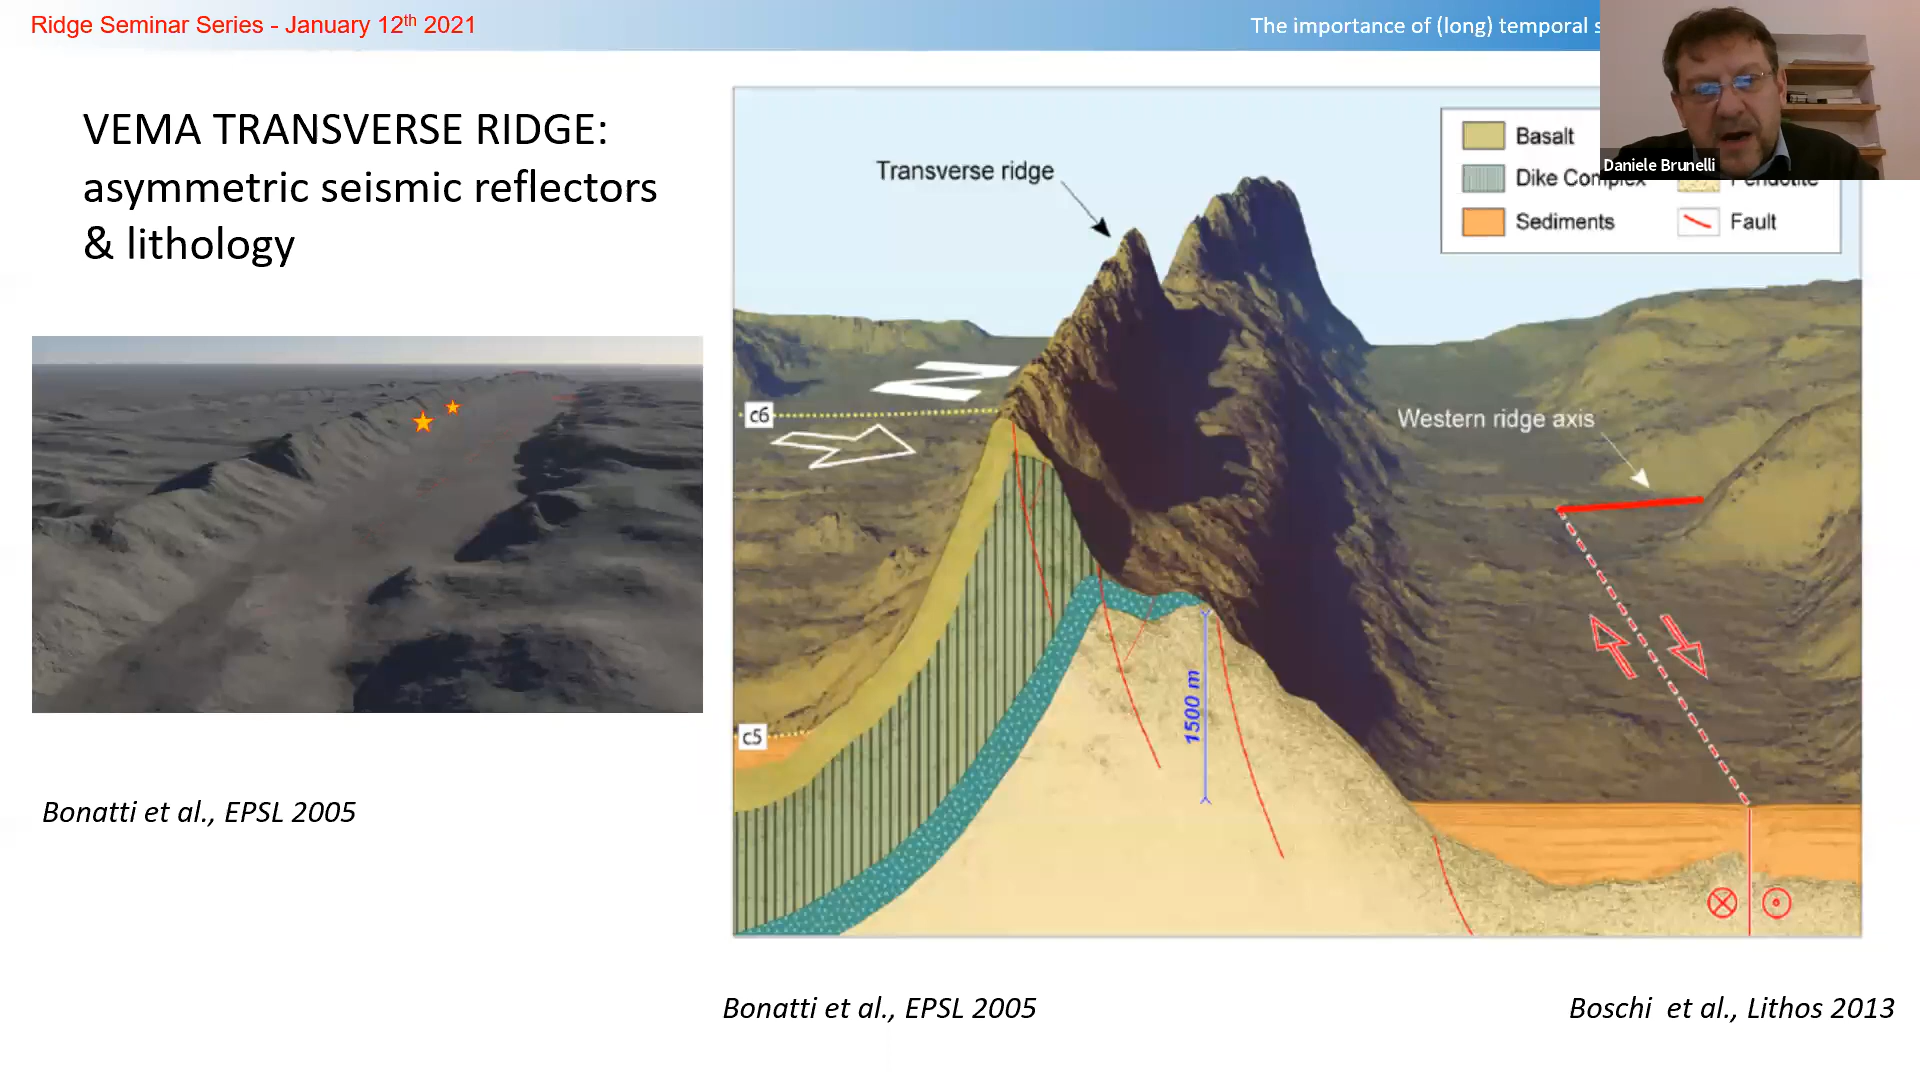 Ridge Seminar Series - January 12th 2021
The importance of (long) temporal
Daniele Brunelli
VEMA TRANSVERSE RIDGE:
asymmetric seismic reflectors
& lithology
Transverse ridge
Basalt
Dike Complex
Peridotite
Sediments
Fault
c6
Western ridge axis
1500 m
c5
Bonatti et al., EPSL 2005
Bonatti et al., EPSL 2005
Boschi et al., Lithos 2013